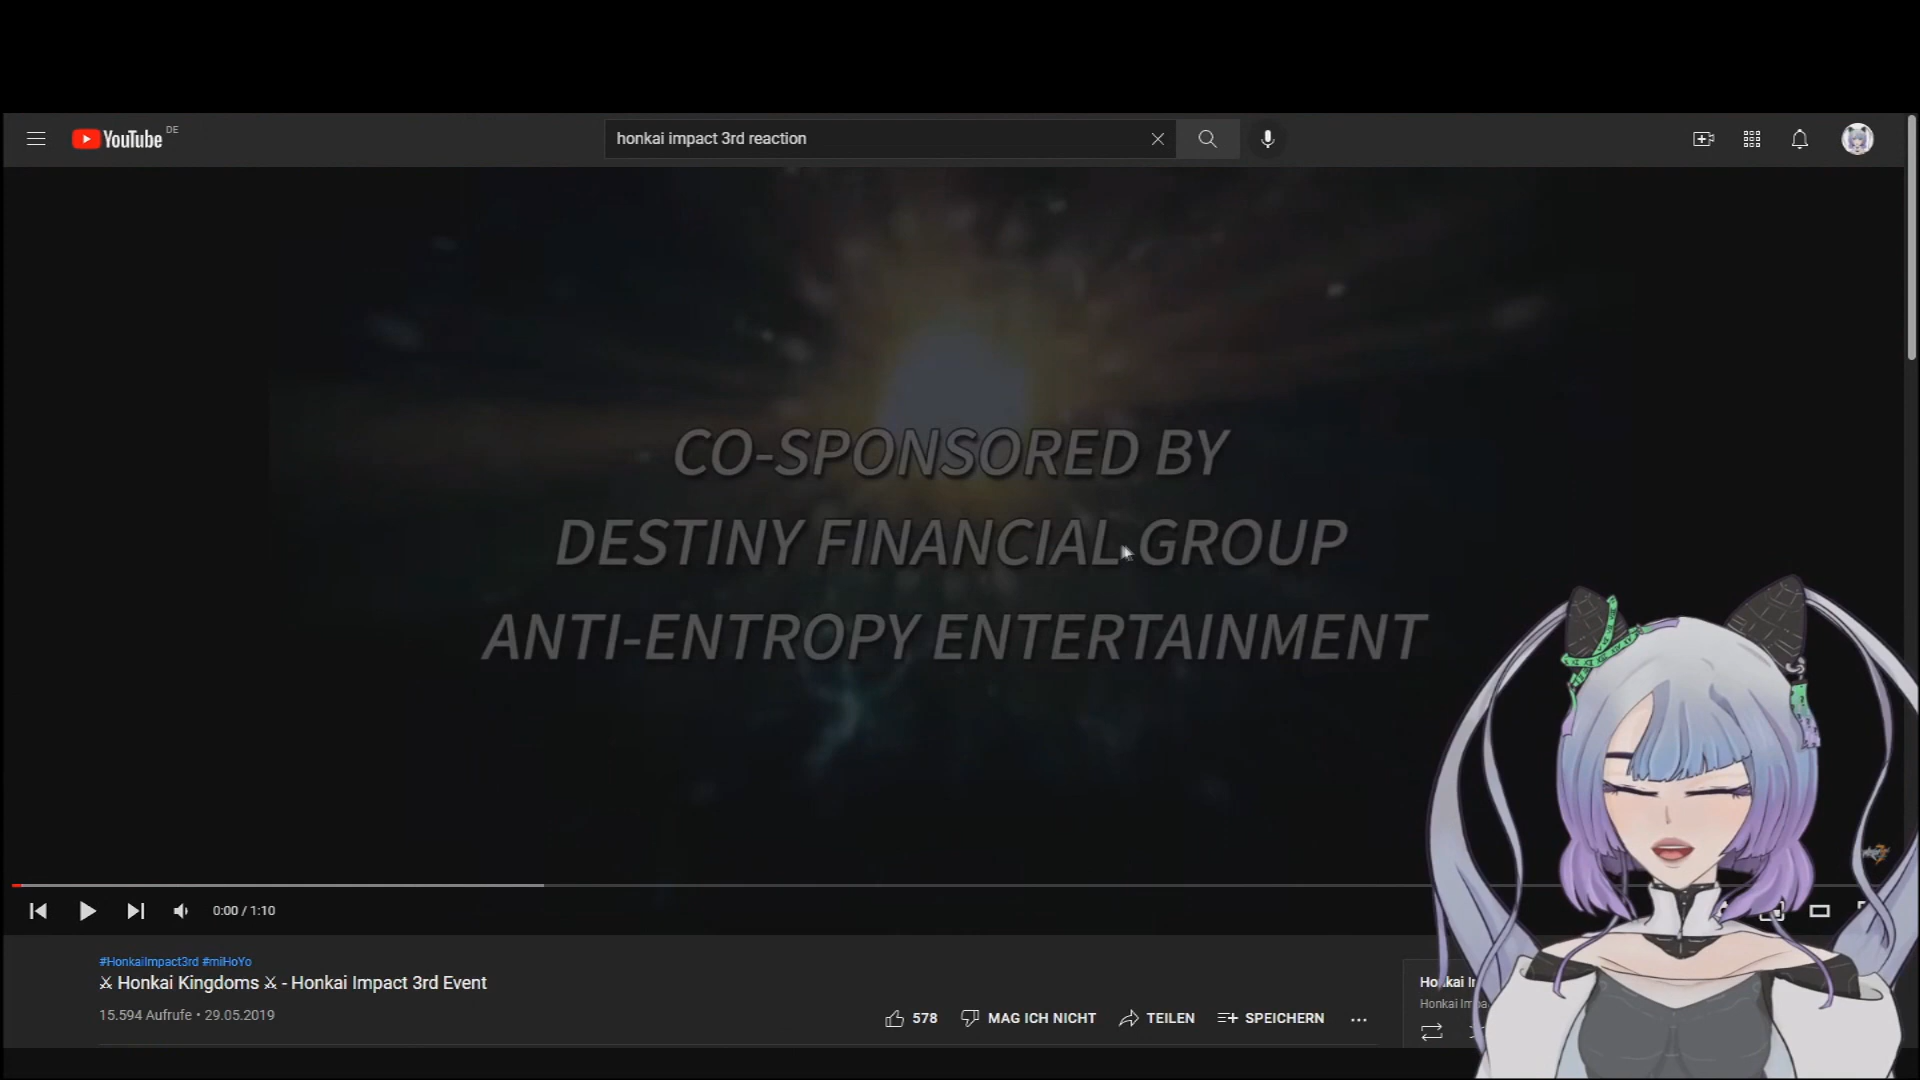 YouTube DE
honkai impact 3rd reaction
CO-SPONSORED BY
DESTINY FINANCIAL GROUP
ANTI-ENTROPY ENTERTAINMENT
0:00 / 1:10
#HonkaiImpact3rd #miHoYo
⚔ Honkai Kingdoms ⚔ - Honkai Impact 3rd Event
15.594 Aufrufe • 29.05.2019
578 MAG ICH NICHT TEILEN SPEICHERN
Honkai
Honkai